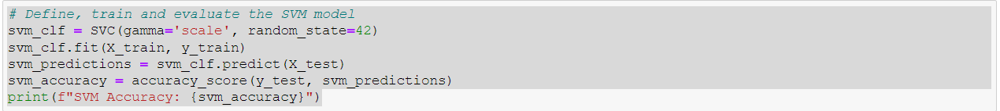 # Define, train and evaluate the SVM model
svm_clf = SVC(gamma='scale', random_state=42)
svm_clf.fit(X_train, y_train)
svm_predictions = svm_clf.predict(X_test)
svm_accuracy = accuracy_score(y_test, svm_predictions)
print(f"SVM Accuracy: {svm_accuracy}")